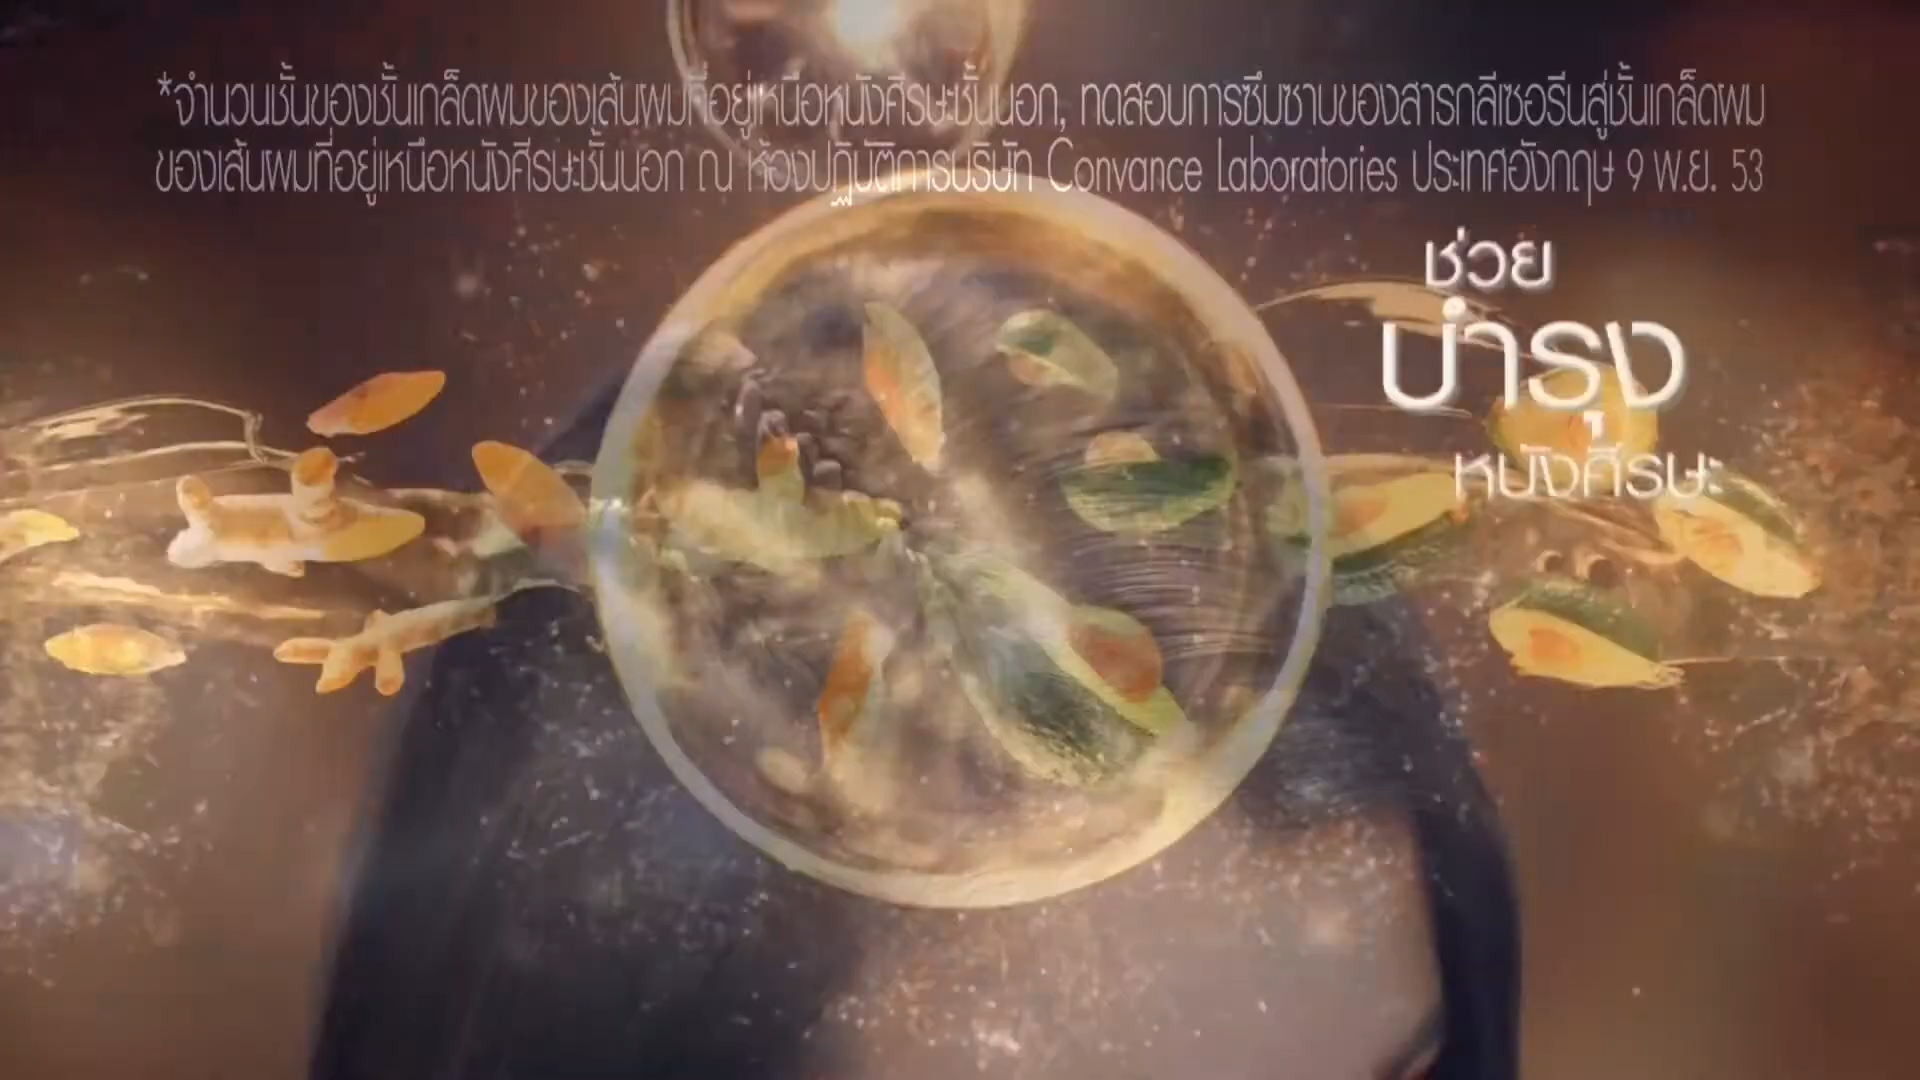 *จำนวนชั้นของชั้นเกล็ดผมของเส้นผมที่อยู่เหนือหนังศีรษะชั้นนอก, ทดสอบการซึมซาบของสารกลีเซอรีนสู่ชั้นเกล็ดผม
ของเส้นผมที่อยู่เหนือหนังศีรษะชั้นนอก ณ ห้องปฏิบัติการบริษัท Convance Laboratories ประเทศอังกฤษ 9 พ.ย. 53
ช่วย
บำรุง
หนังศีรษะ